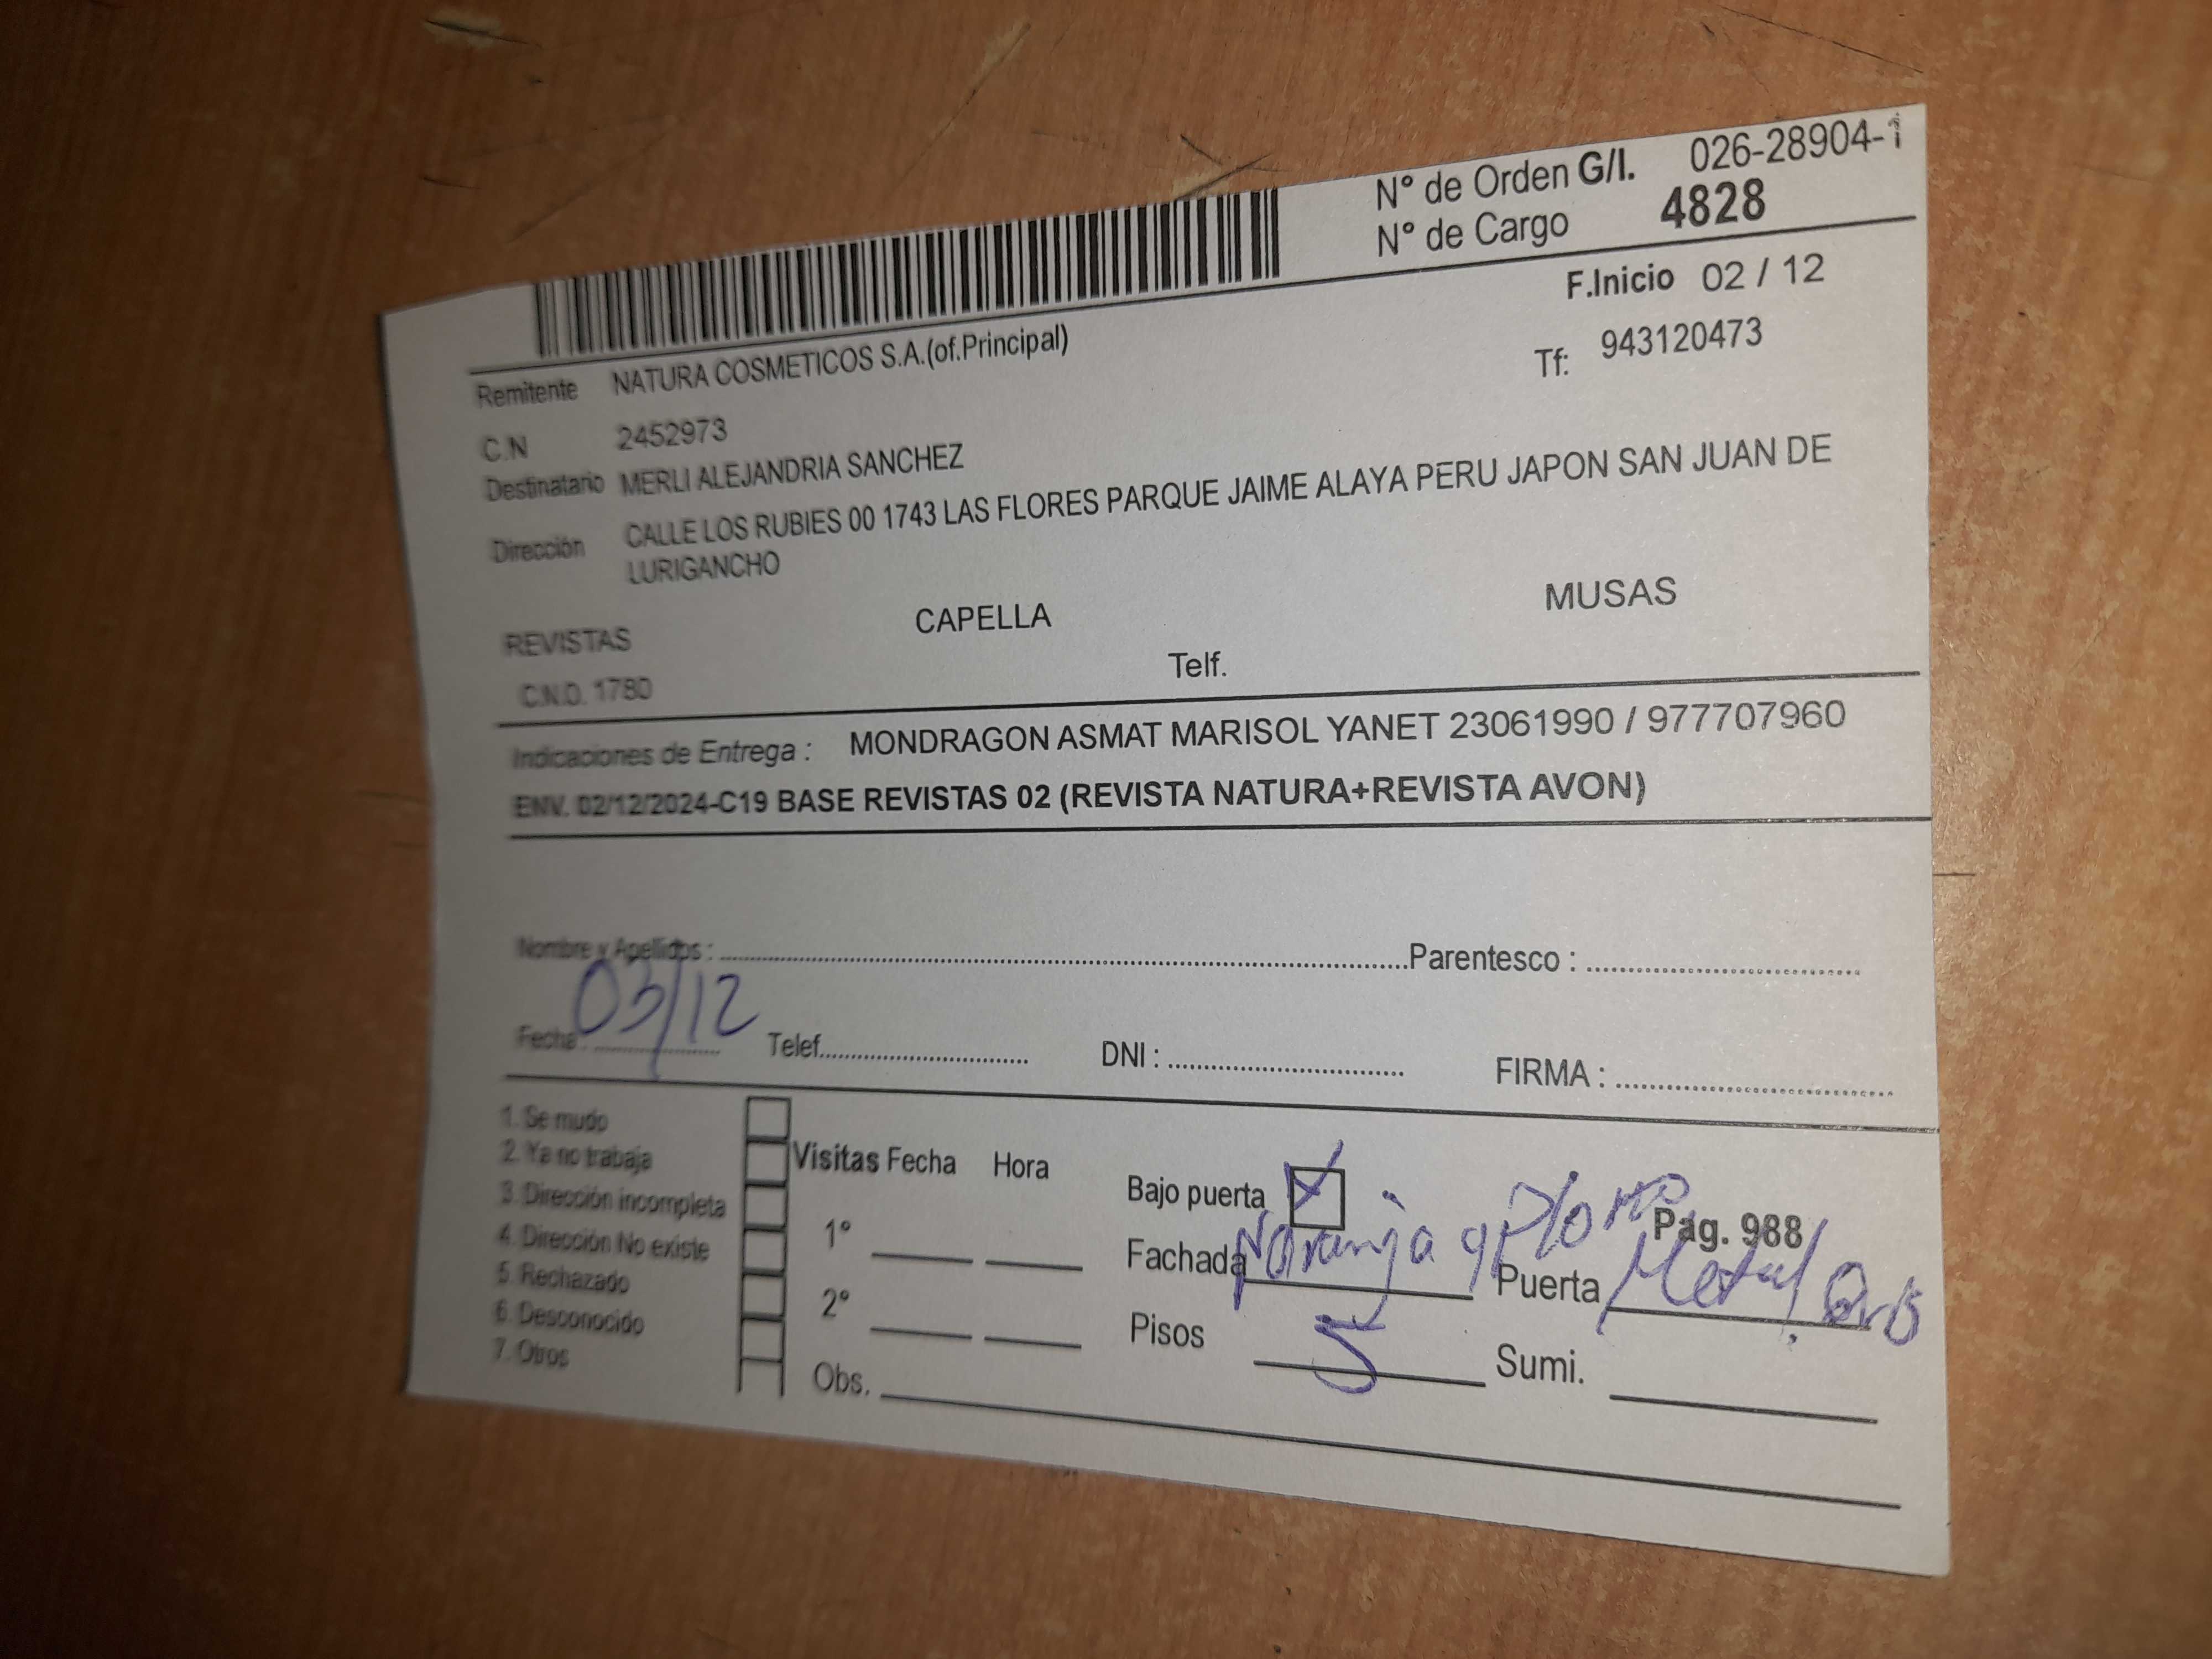 N° de Orden G/I. 026-28904-1
N° de Cargo 4828
F.Inicio 02 / 12
Remitente NATURA COSMETICOS S.A.(of.Principal)
Tf: 943120473
C.N 2452973
Destinatario MERLI ALEJANDRIA SANCHEZ
Dirección CALLE LOS RUBIES 00 1743 LAS FLORES PARQUE JAIME ALAYA PERU JAPON SAN JUAN DE
LURIGANCHO
REVISTAS CAPELLA MUSAS
C.N.D. 1780 Telf.
Indicaciones de Entrega : MONDRAGON ASMAT MARISOL YANET 23061990 / 977707960
ENV. 02/12/2024-C19 BASE REVISTAS 02 (REVISTA NATURA+REVISTA AVON)
Nombre y Apellidos : Parentesco :
Fecha : 03/12 Telef. DNI : FIRMA :
1. Se mudo
2. Ya no trabaja
3. Dirección incompleta
4. Dirección No existe
5. Rechazado
6. Desconocido
7. Otros
Visitas Fecha Hora
1°
2°
Obs.
Bajo puerta X Pag. 988
Fachada Naranja plomo Puerta Metal
Pisos 5 Sumi.